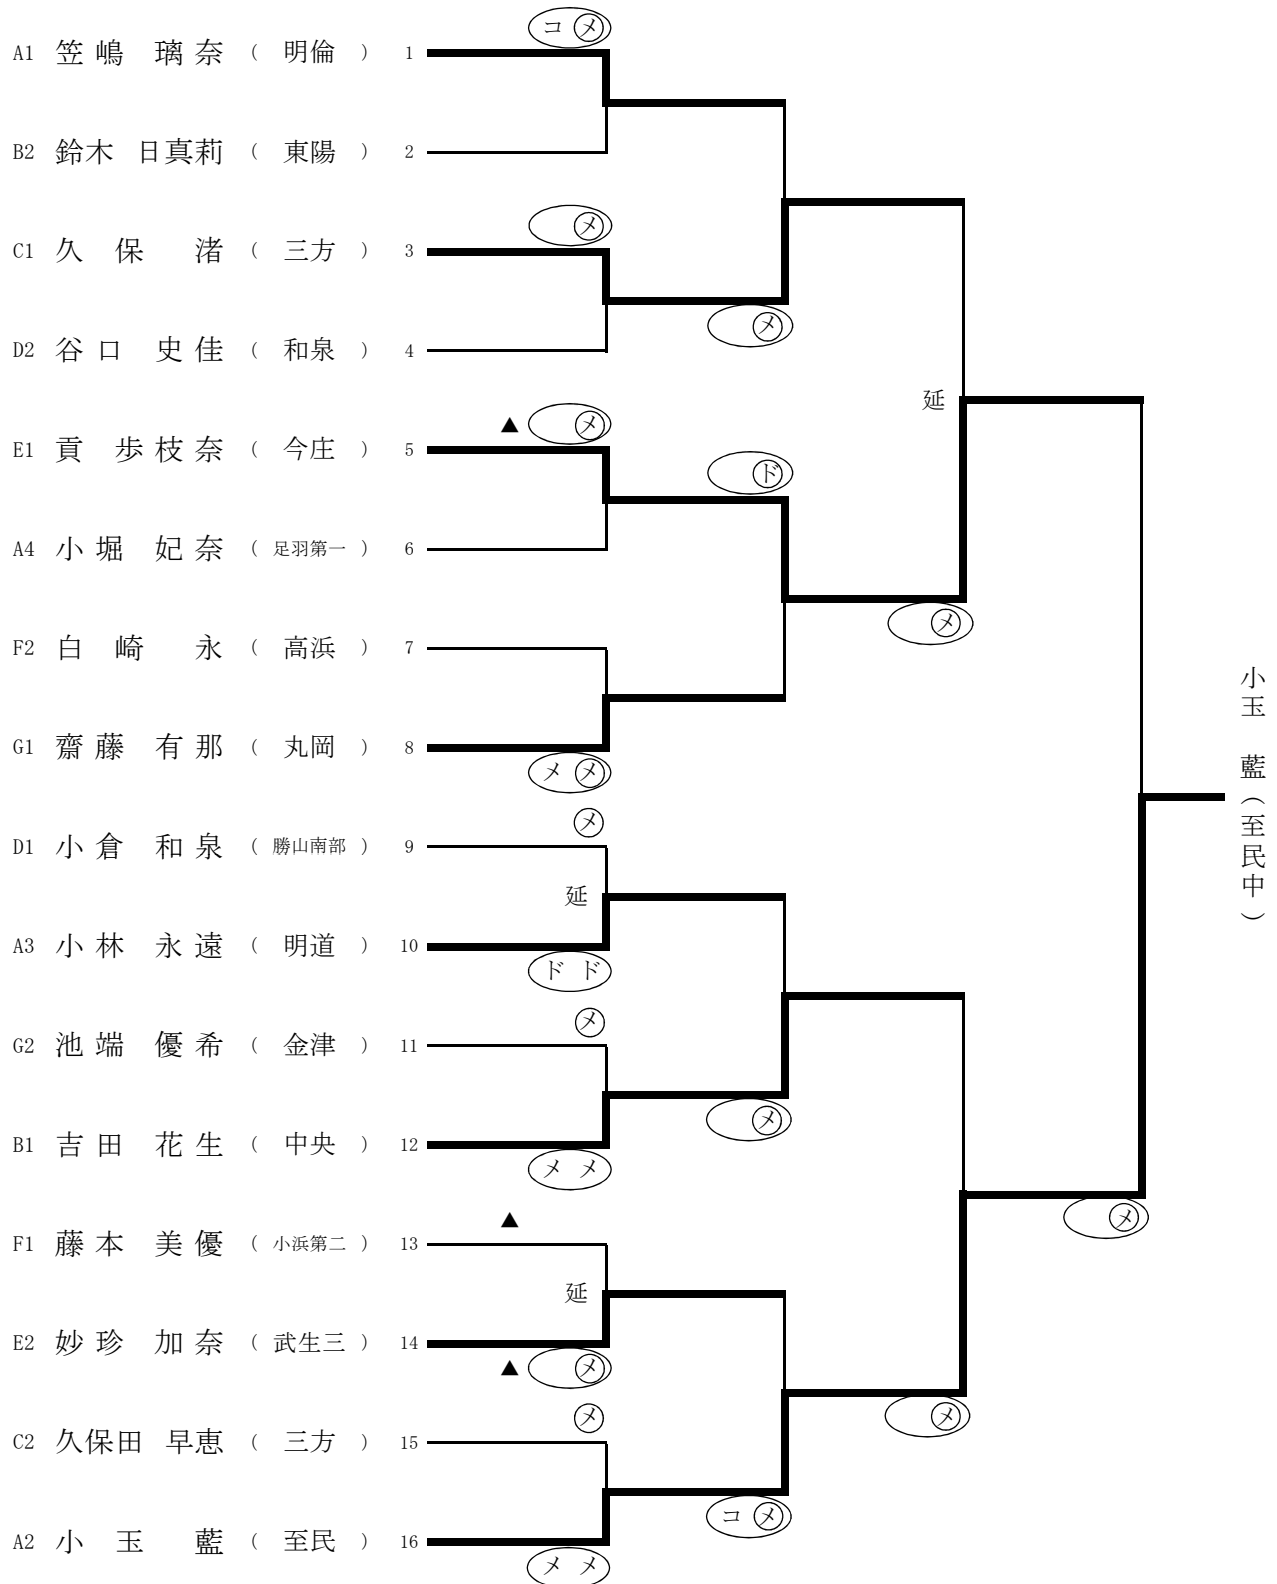 コ メ
A1 笠嶋 璃奈 ( 明倫 ) 1
B2 鈴木 日真莉 ( 東陽 ) 2
メ
C1 久保 渚 ( 三方 ) 3
メ
D2 谷口 史佳 ( 和泉 ) 4
延
▲ メ
E1 貢 歩枝奈 ( 今庄 ) 5
ド
A4 小堀 妃奈 ( 足羽第一 ) 6
メ
F2 白崎 永 ( 高浜 ) 7
G1 齋藤 有那 ( 丸岡 ) 8
メ メ
メ
D1 小倉 和泉 ( 勝山南部 ) 9
延
A3 小林 永遠 ( 明道 ) 10
ド ド
メ
G2 池端 優希 ( 金津 ) 11
メ
B1 吉田 花生 ( 中央 ) 12
メ メ
▲
メ
F1 藤本 美優 ( 小浜第二 ) 13
延
E2 妙珍 加奈 ( 武生三 ) 14
▲ メ
メ
メ
C2 久保田 早恵 ( 三方 ) 15
コ メ
A2 小玉 藍 ( 至民 ) 16
メ メ
小玉 藍(至民中)